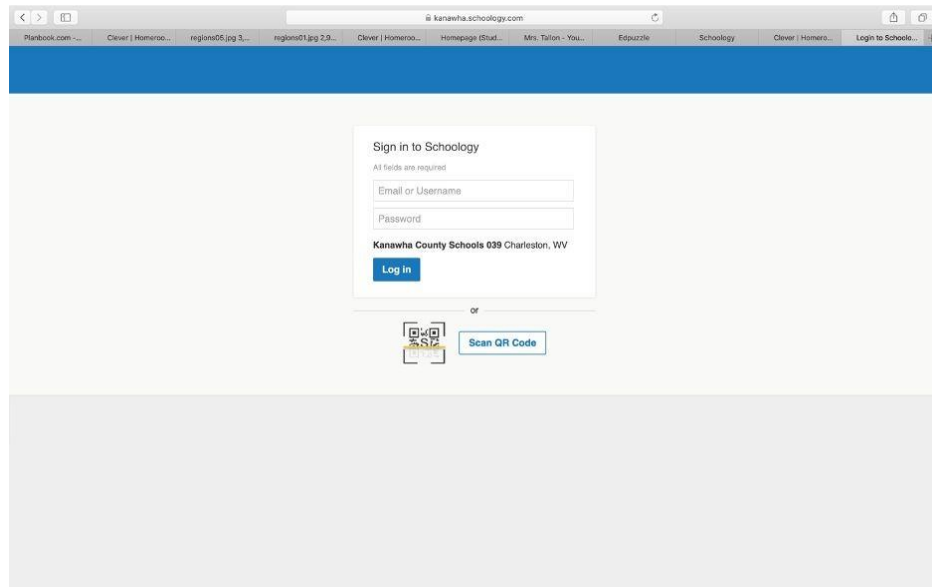 kanawha.schoology.com
Planbook.com -... Clever | Homeroo... regions05.jpg 3,... regions01.jpg 2,9... Clever | Homeroo... Homepage (Stud... Mrs. Tallon - You... Edpuzzle Schoology Clever | Homero... Login to Schoolo...
Sign in to Schoology
All fields are required
Email or Username
Password
Kanawha County Schools 039 Charleston, WV
Log in
or
Scan QR Code